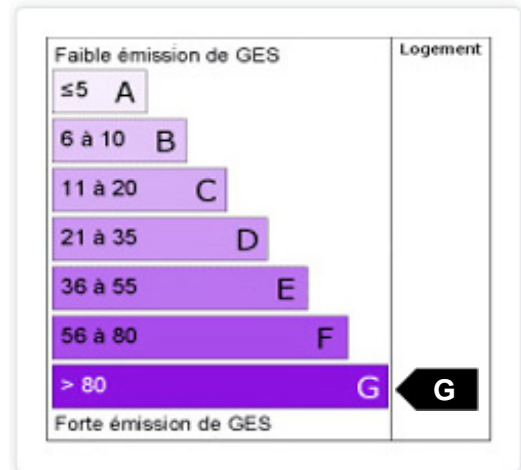 Faible émission de GES Logement
≤5 A
6 à 10 B
11 à 20 C
21 à 35 D
36 à 55 E
56 à 80 F
> 80 G G
Forte émission de GES